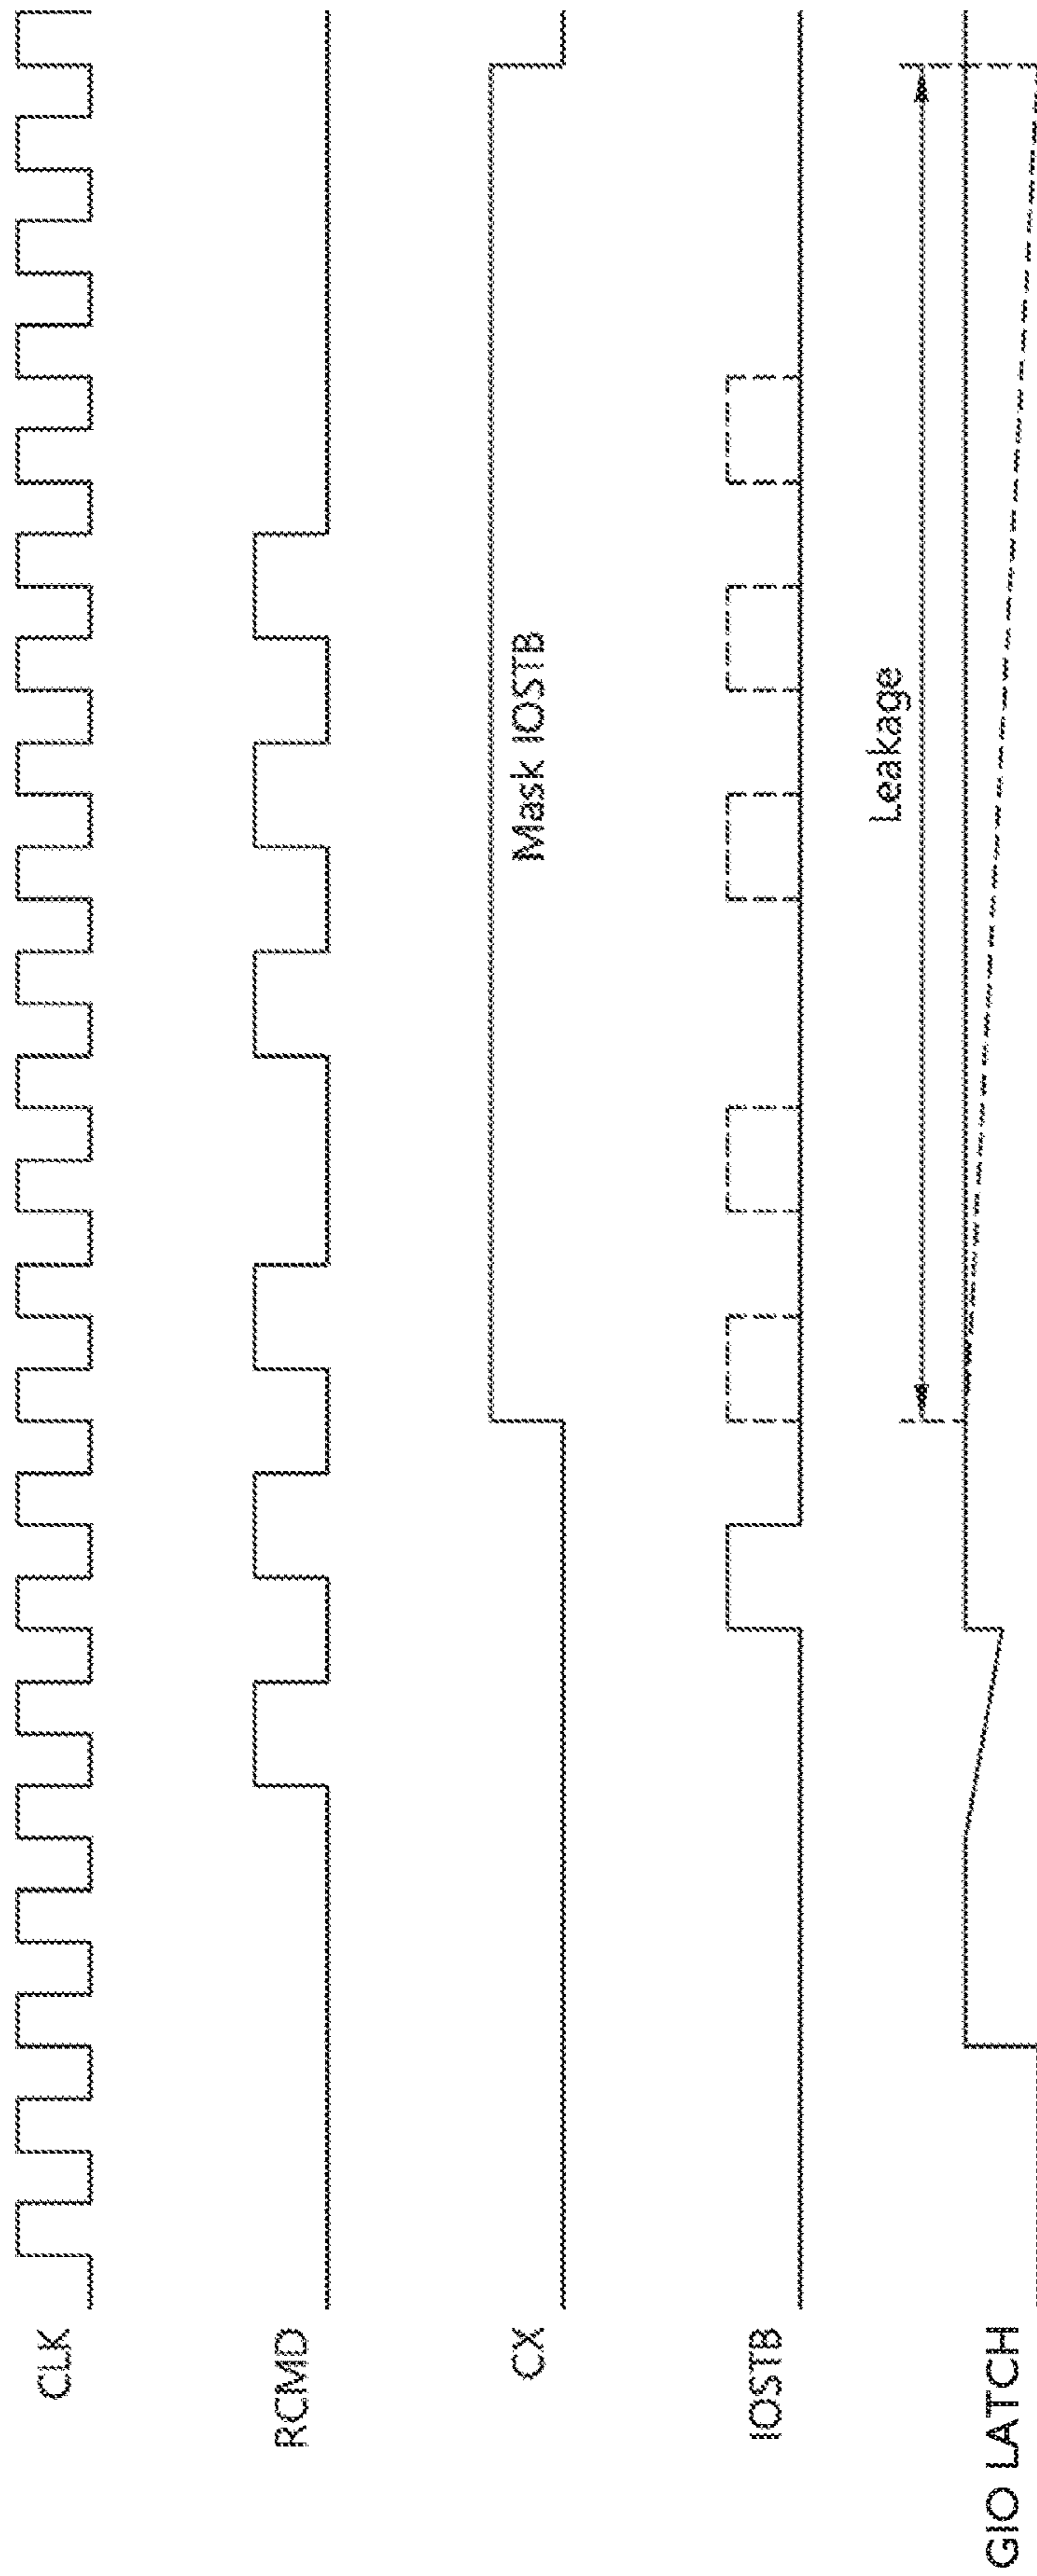 CLK
RCMD
CX
Mask IOSTB
IOSTB
Leakage
GIO LATCH